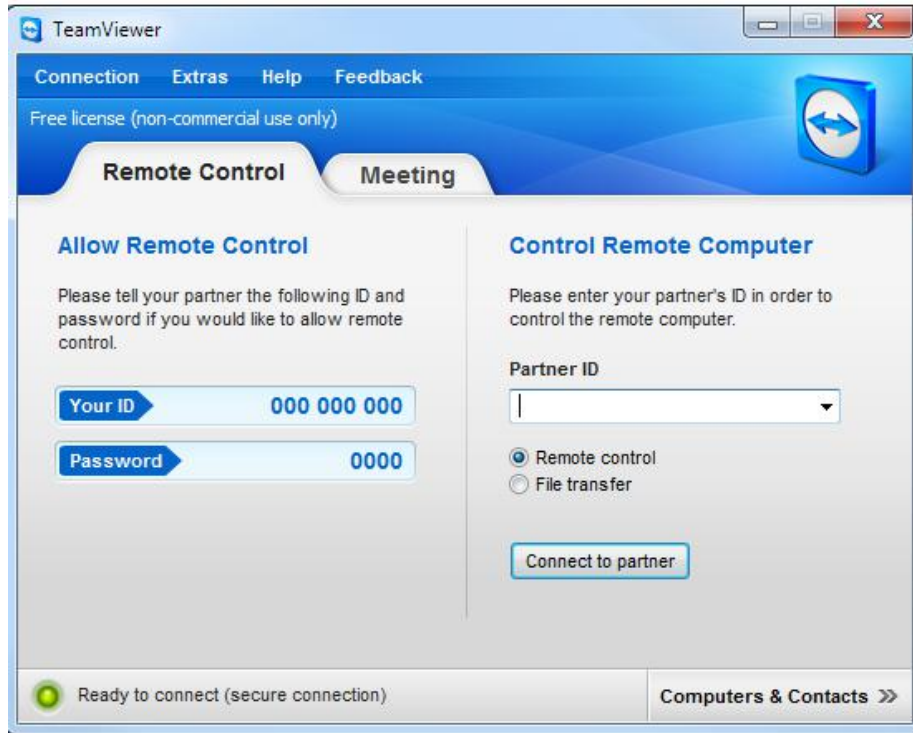 TeamViewer
Connection Extras Help Feedback
Free license (non-commercial use only)
Remote Control Meeting
Allow Remote Control
Please tell your partner the following ID and
password if you would like to allow remote
control.
Your ID 000 000 000
Password 0000
Control Remote Computer
Please enter your partner's ID in order to
control the remote computer.
Partner ID
Remote control
File transfer
Connect to partner
Ready to connect (secure connection)
Computers & Contacts